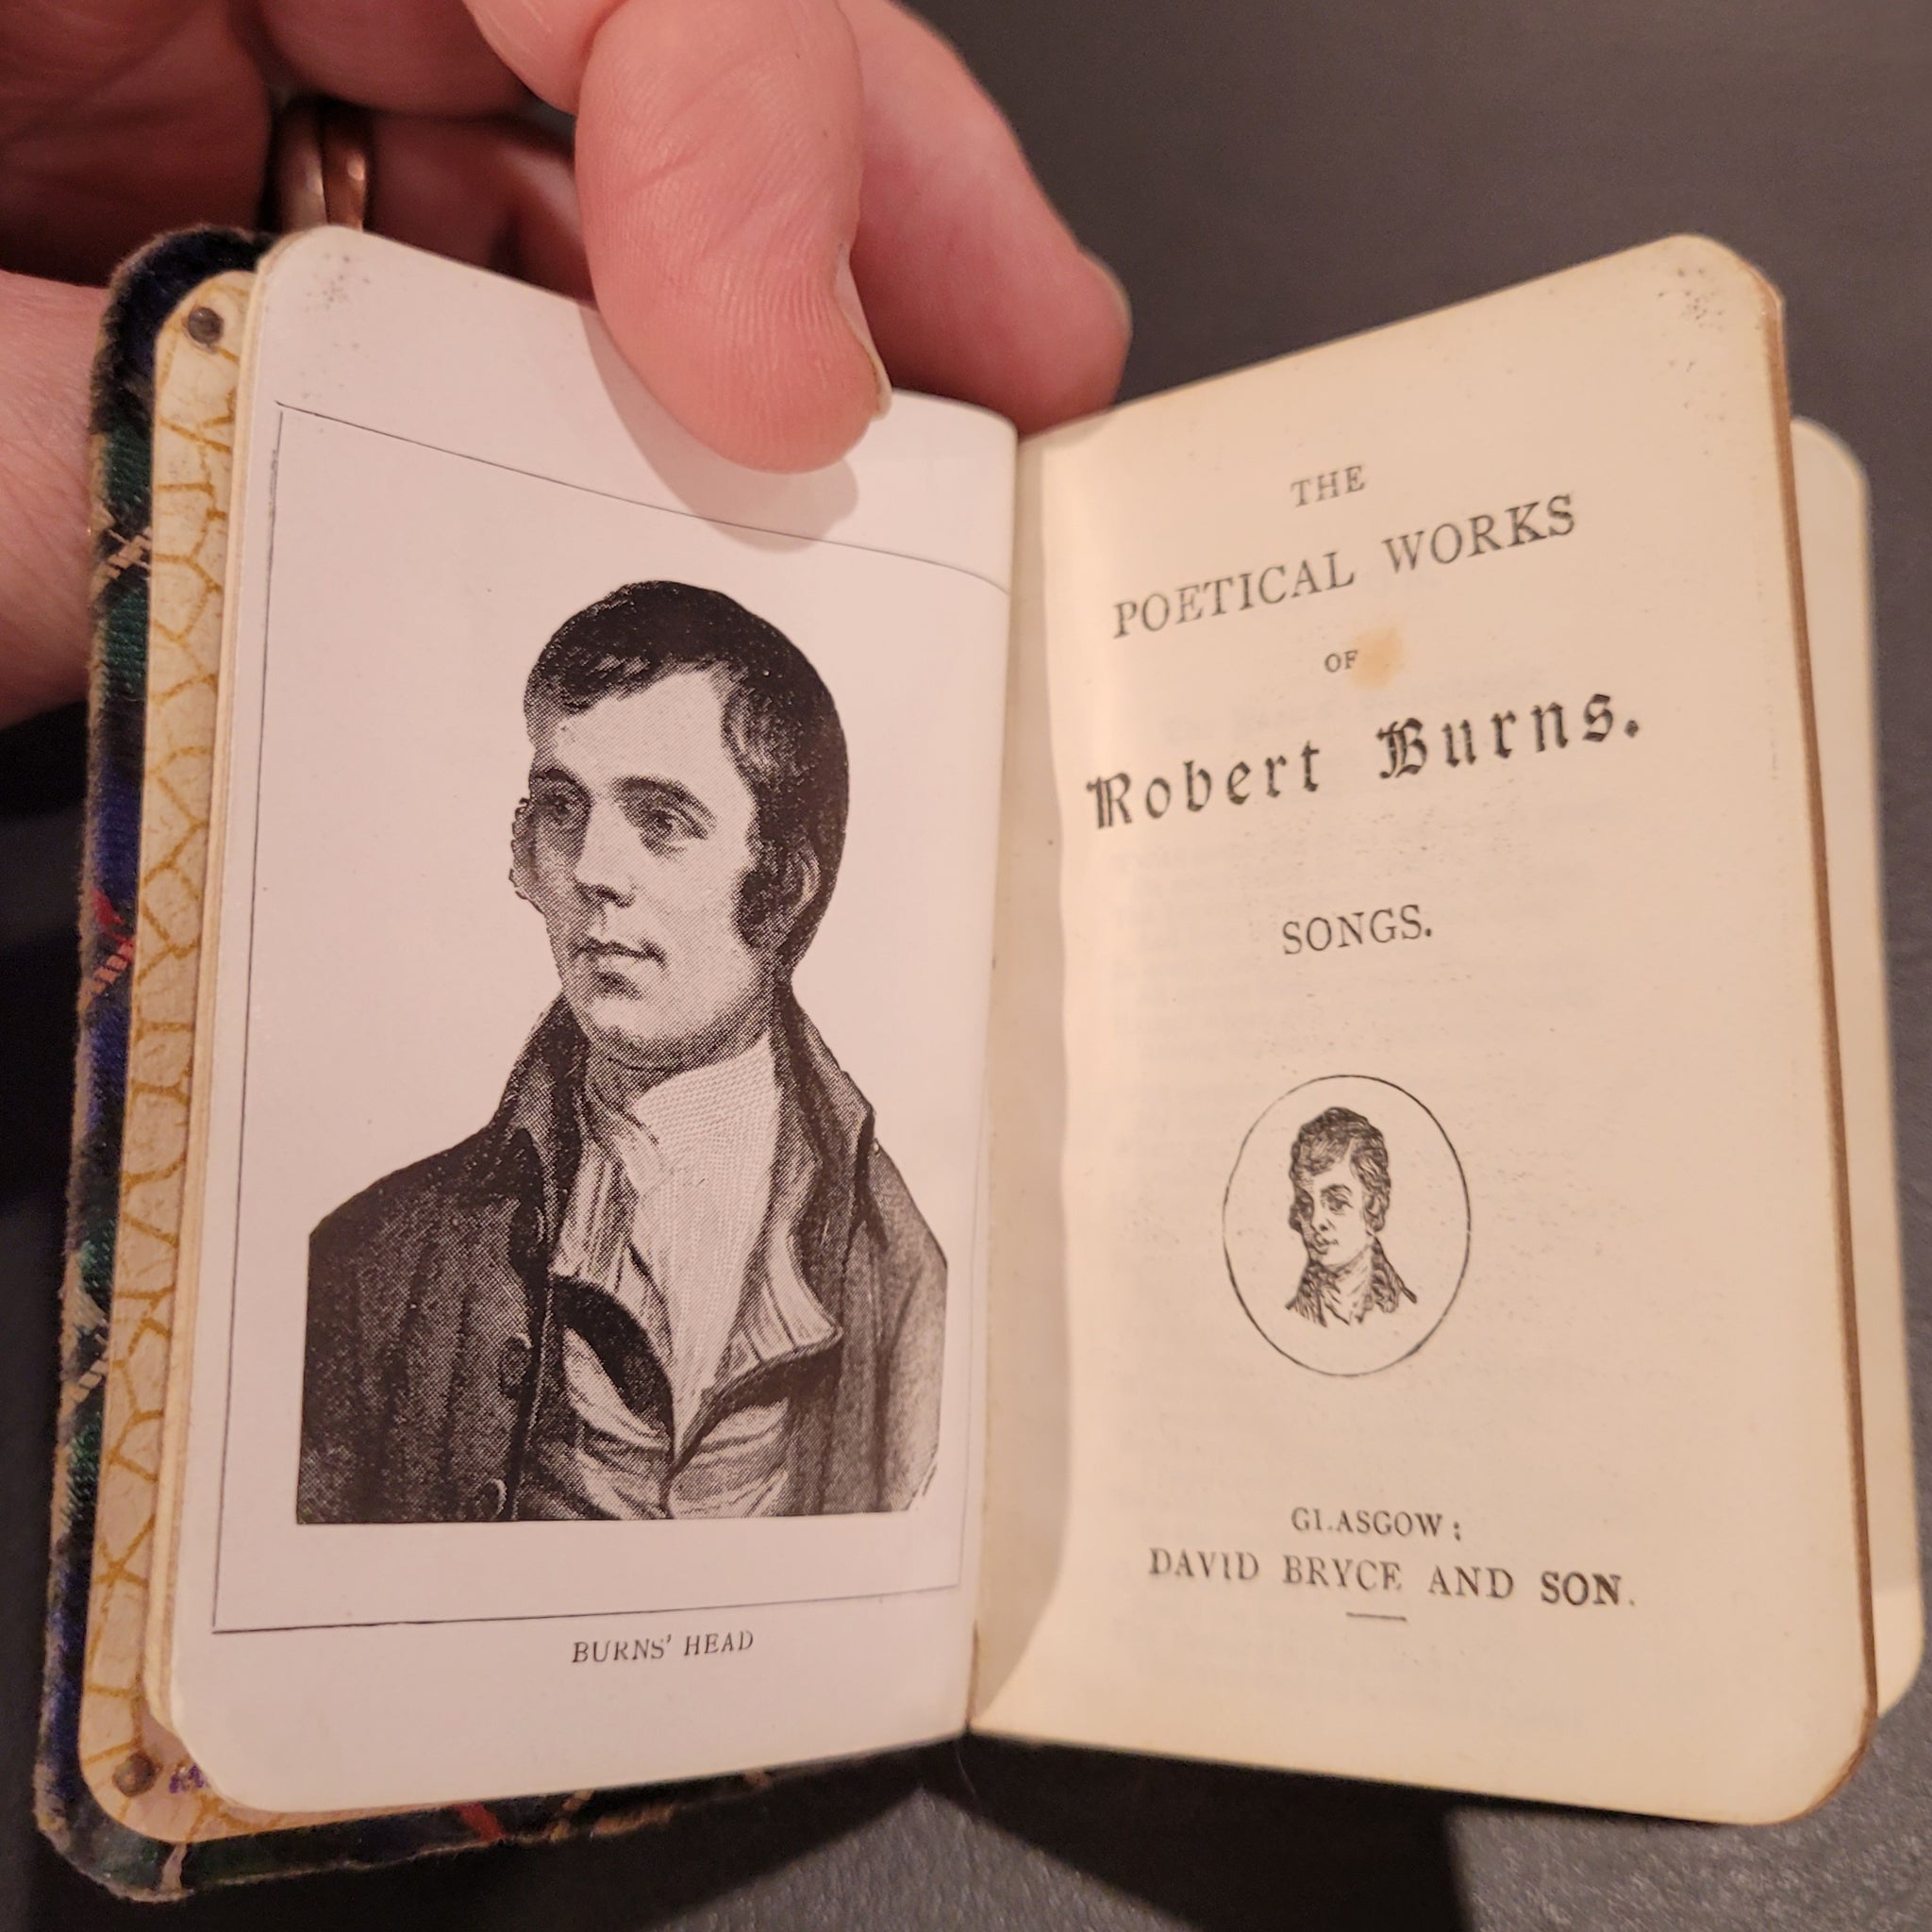 BURNS' HEAD
THE
POETICAL WORKS
OF
Robert Burns.
SONGS.
GLASGOW:
DAVID BRYCE AND SON.